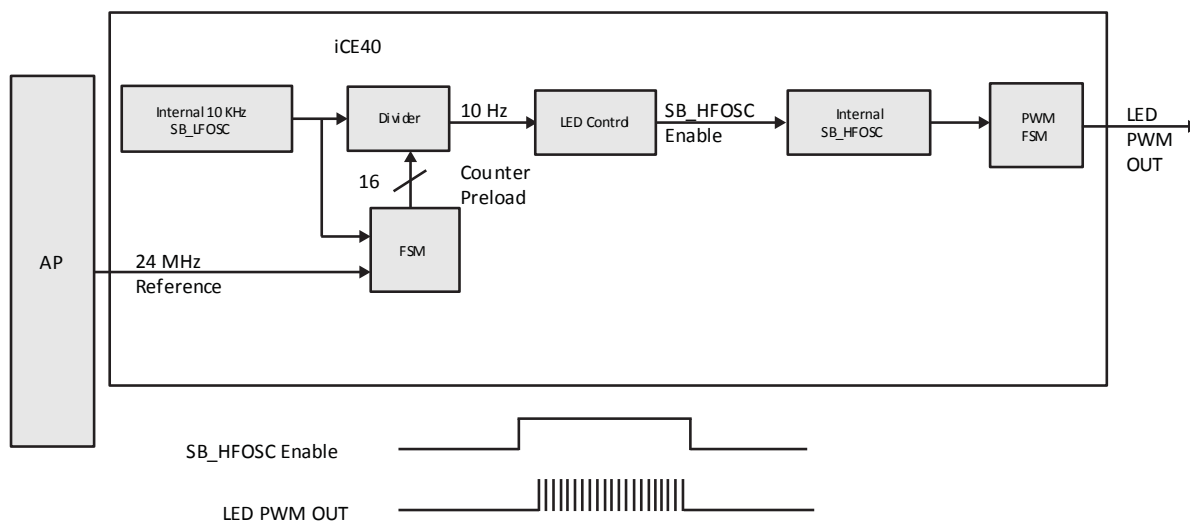 iCE40
Internal 10 KHz
SB_LFOSC
Divider
10 Hz
LED Control
SB_HFOSC
Enable
Internal
SB_HFOSC
PWM
FSM
LED
PWM
OUT
16
Counter
Preload
AP
24 MHz
Reference
FSM
SB_HFOSC Enable
LED PWM OUT